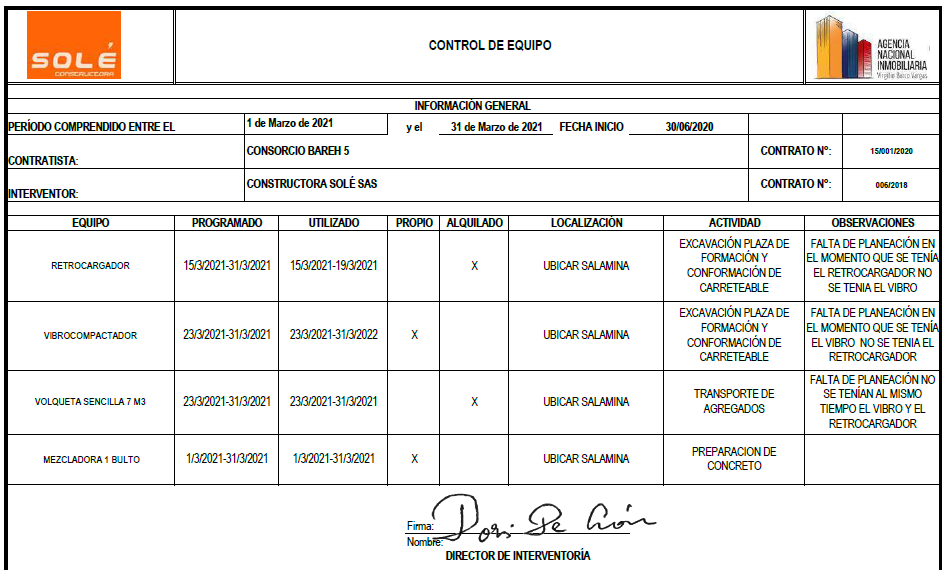 SOLÉ
CONSTRUCTORA
CONTROL DE EQUIPO
AGENCIA
NACIONAL
INMOBILIARIA
Virgilio Barco Vargas
INFORMACIÓN GENERAL
PERÍODO COMPRENDIDO ENTRE EL 1 de Marzo de 2021 y el 31 de Marzo de 2021 FECHA INICIO 30/06/2020
CONTRATISTA: CONSORCIO BAREH 5 CONTRATO N°: 15/001/2020
INTERVENTOR: CONSTRUCTORA SOLÉ SAS CONTRATO N°: 006/2018
EQUIPO PROGRAMADO UTILIZADO PROPIO ALQUILADO LOCALIZACIÓN ACTIVIDAD OBSERVACIONES
RETROCARGADOR 15/3/2021-31/3/2021 15/3/2021-19/3/2021 X UBICAR SALAMINA
EXCAVACIÓN PLAZA DE
FORMACIÓN Y
CONFORMACIÓN DE
CARRETEABLE
FALTA DE PLANEACIÓN EN
EL MOMENTO QUE SE TENÍA
EL RETROCARGADOR NO
SE TENIA EL VIBRO
VIBROCOMPACTADOR 23/3/2021-31/3/2021 23/3/2021-31/3/2022 X UBICAR SALAMINA
EXCAVACIÓN PLAZA DE
FORMACIÓN Y
CONFORMACIÓN DE
CARRETEABLE
FALTA DE PLANEACIÓN EN
EL MOMENTO QUE SE TENÍA
EL VIBRO NO SE TENIA EL
RETROCARGADOR
VOLQUETA SENCILLA 7 M3 23/3/2021-31/3/2021 23/3/2021-31/3/2021 X UBICAR SALAMINA
TRANSPORTE DE
AGREGADOS
FALTA DE PLANEACIÓN NO
SE TENÍAN AL MISMO
TIEMPO EL VIBRO Y EL
RETROCARGADOR
MEZCLADORA 1 BULTO 1/3/2021-31/3/2021 1/3/2021-31/3/2021 X UBICAR SALAMINA
PREPARACION DE
CONCRETO
Firma:
Nombre:
DIRECTOR DE INTERVENTORÍA